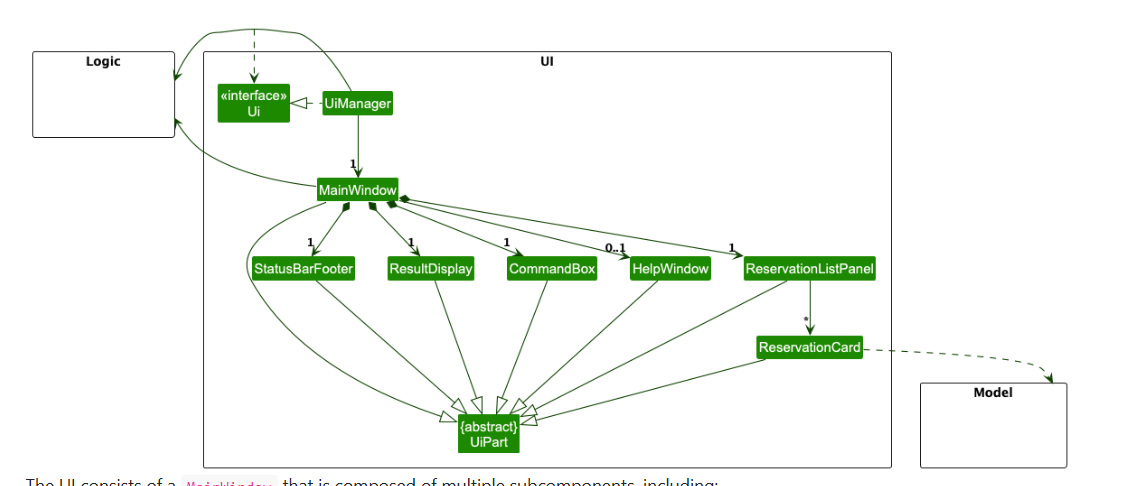 Logic
UI
«interface»
Ui
UiManager
1
MainWindow
1
1
1
0..1
1
StatusBarFooter
ResultDisplay
CommandBox
HelpWindow
ReservationListPanel
*
ReservationCard
Model
{abstract}
UiPart
The UI consists of a MainWindow that is composed of multiple subcomponents, including: